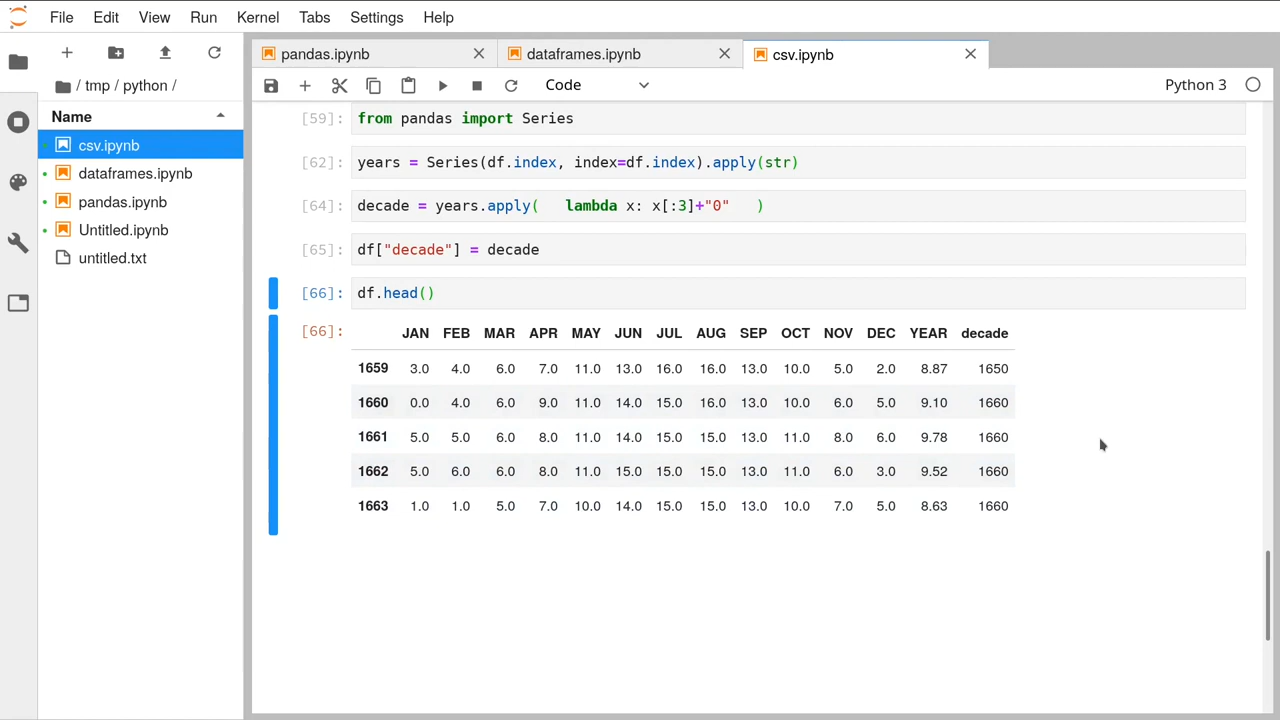 File Edit View Run Kernel Tabs Settings Help
pandas.ipynb
dataframes.ipynb
csv.ipynb
/ tmp / python /
Code
Python 3
Name
csv.ipynb
dataframes.ipynb
pandas.ipynb
Untitled.ipynb
untitled.txt
[59]: from pandas import Series
[62]: years = Series(df.index, index=df.index).apply(str)
[64]: decade = years.apply(   lambda x: x[:3]+"0"   )
[65]: df["decade"] = decade
[66]: df.head()
[66]: JAN FEB MAR APR MAY JUN JUL AUG SEP OCT NOV DEC YEAR decade
1659 3.0 4.0 6.0 7.0 11.0 13.0 16.0 16.0 13.0 10.0 5.0 2.0 8.87 1650
1660 0.0 4.0 6.0 9.0 11.0 14.0 15.0 16.0 13.0 10.0 6.0 5.0 9.10 1660
1661 5.0 5.0 6.0 8.0 11.0 14.0 15.0 15.0 13.0 11.0 8.0 6.0 9.78 1660
1662 5.0 6.0 6.0 8.0 11.0 15.0 15.0 15.0 13.0 11.0 6.0 3.0 9.52 1660
1663 1.0 1.0 5.0 7.0 10.0 14.0 15.0 15.0 13.0 10.0 7.0 5.0 8.63 1660